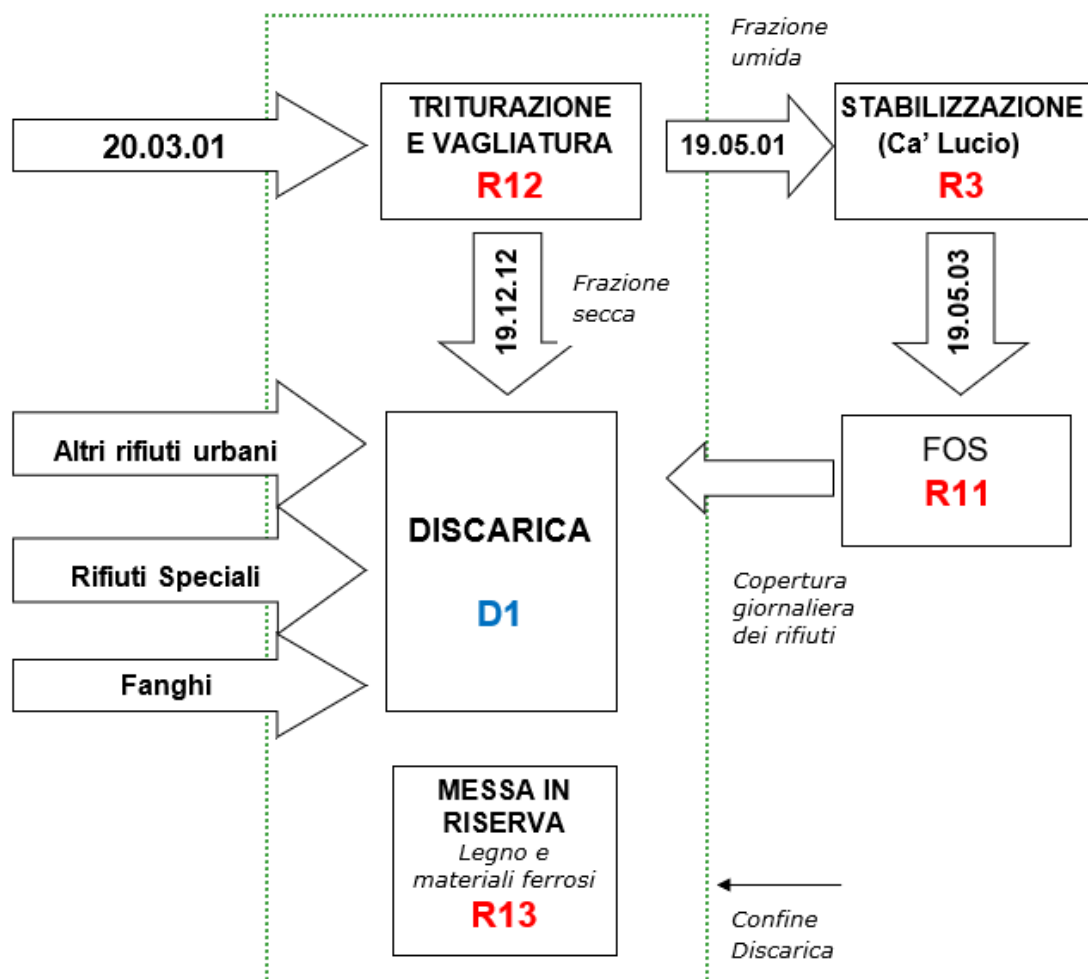 Frazione
umida
20.03.01
TRITURAZIONE
E VAGLIATURA
R12
19.05.01
STABILIZZAZIONE
(Ca' Lucio)
R3
19.12.12
Frazione
secca
19.05.03
Altri rifiuti urbani
Rifiuti Speciali
Fanghi
DISCARICA
D1
FOS
R11
Copertura
giornaliera
dei rifiuti
MESSA IN
RISERVA
Legno e
materiali ferrosi
R13
Confine
Discarica